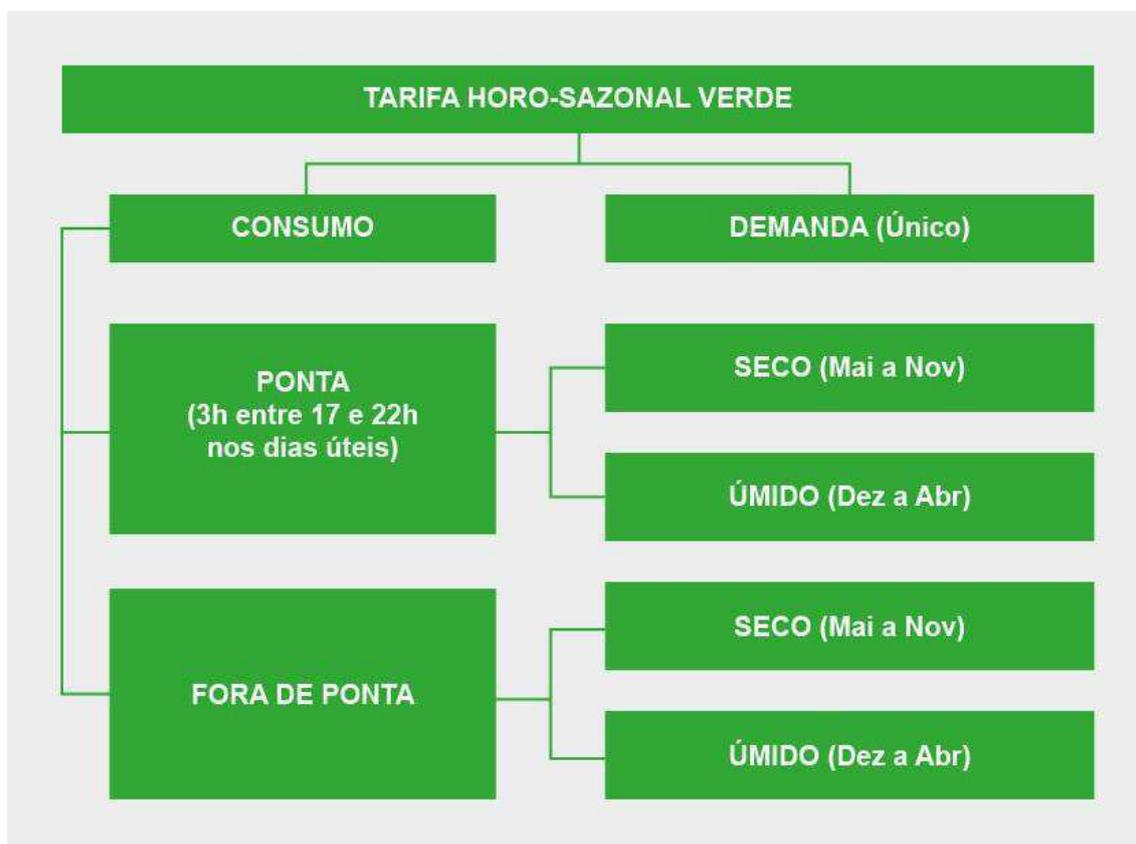 TARIFA HORO-SAZONAL VERDE
CONSUMO
DEMANDA (Único)
PONTA
(3h entre 17 e 22h
nos dias úteis)
SECO (Mai a Nov)
ÚMIDO (Dez a Abr)
FORA DE PONTA
SECO (Mai a Nov)
ÚMIDO (Dez a Abr)